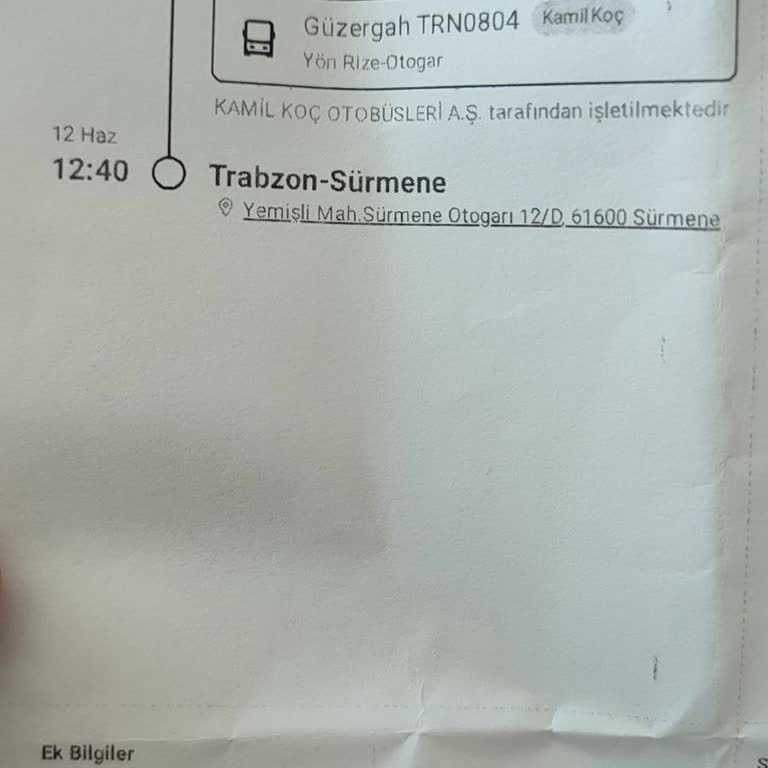 Güzergah TRN0804 Kamil Koç
Yön Rize-Otogar
KAMİL KOÇ OTOBÜSLERİ A.Ş. tarafından işletilmektedir
12 Haz
12:40 Trabzon-Sürmene
Yemişli Mah.Sürmene Otogarı 12/D, 61600 Sürmene
Ek Bilgiler